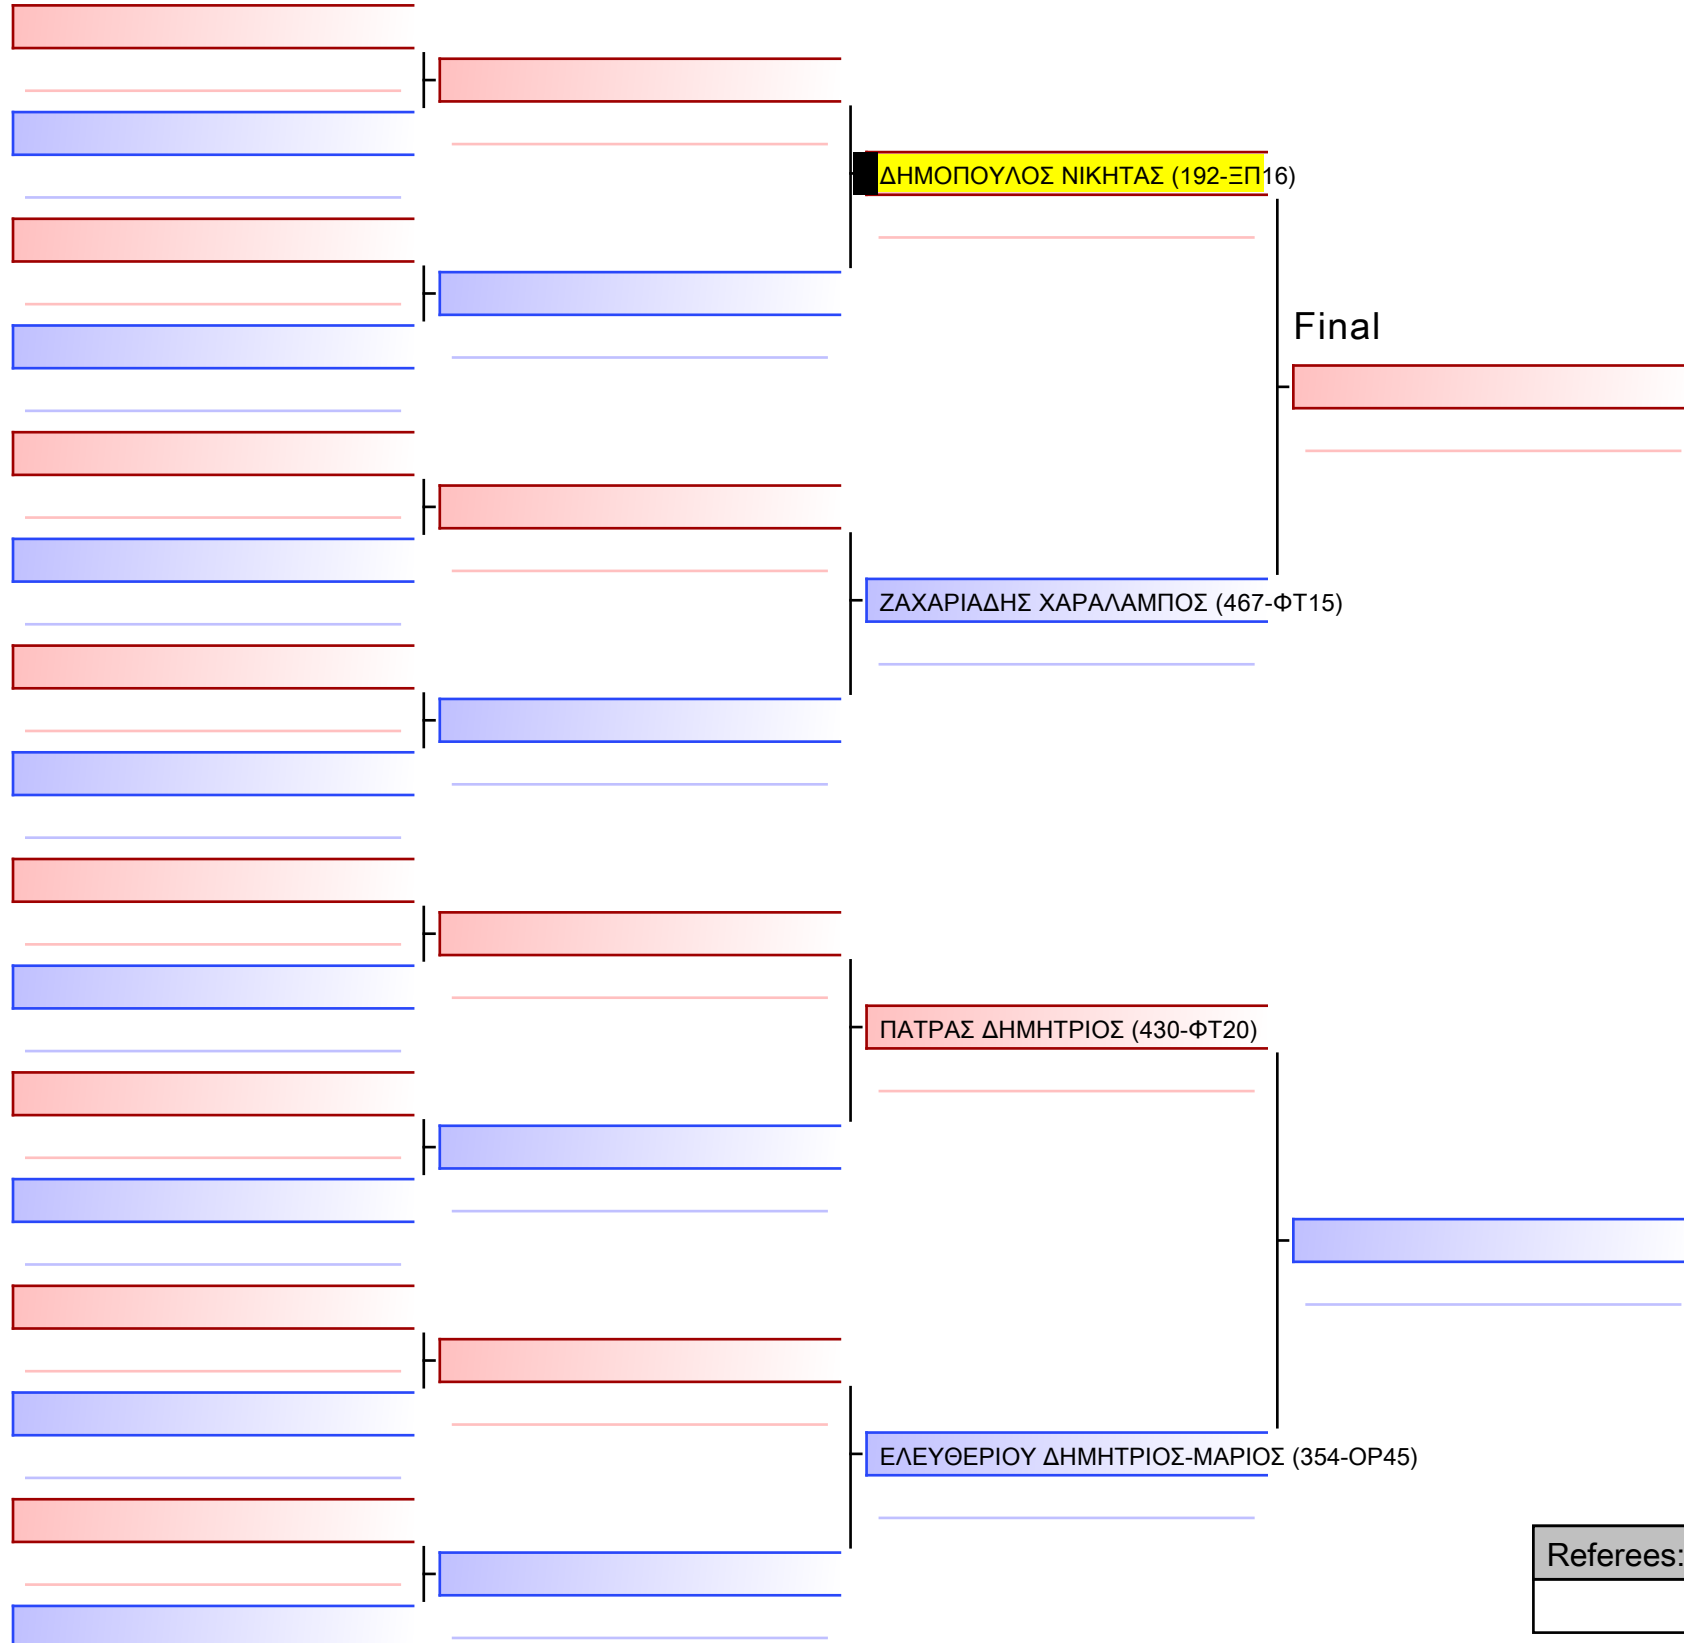 ΔΗΜΟΠΟΥΛΟΣ ΝΙΚΗΤΑΣ (192-ΞΠ16)
Final
ΖΑΧΑΡΙΑΔΗΣ ΧΑΡΑΛΑΜΠΟΣ (467-ΦΤ15)
ΠΑΤΡΑΣ ΔΗΜΗΤΡΙΟΣ (430-ΦΤ20)
ΕΛΕΥΘΕΡΙΟΥ ΔΗΜΗΤΡΙΟΣ-ΜΑΡΙΟΣ (354-ΟΡ45)
Referees: